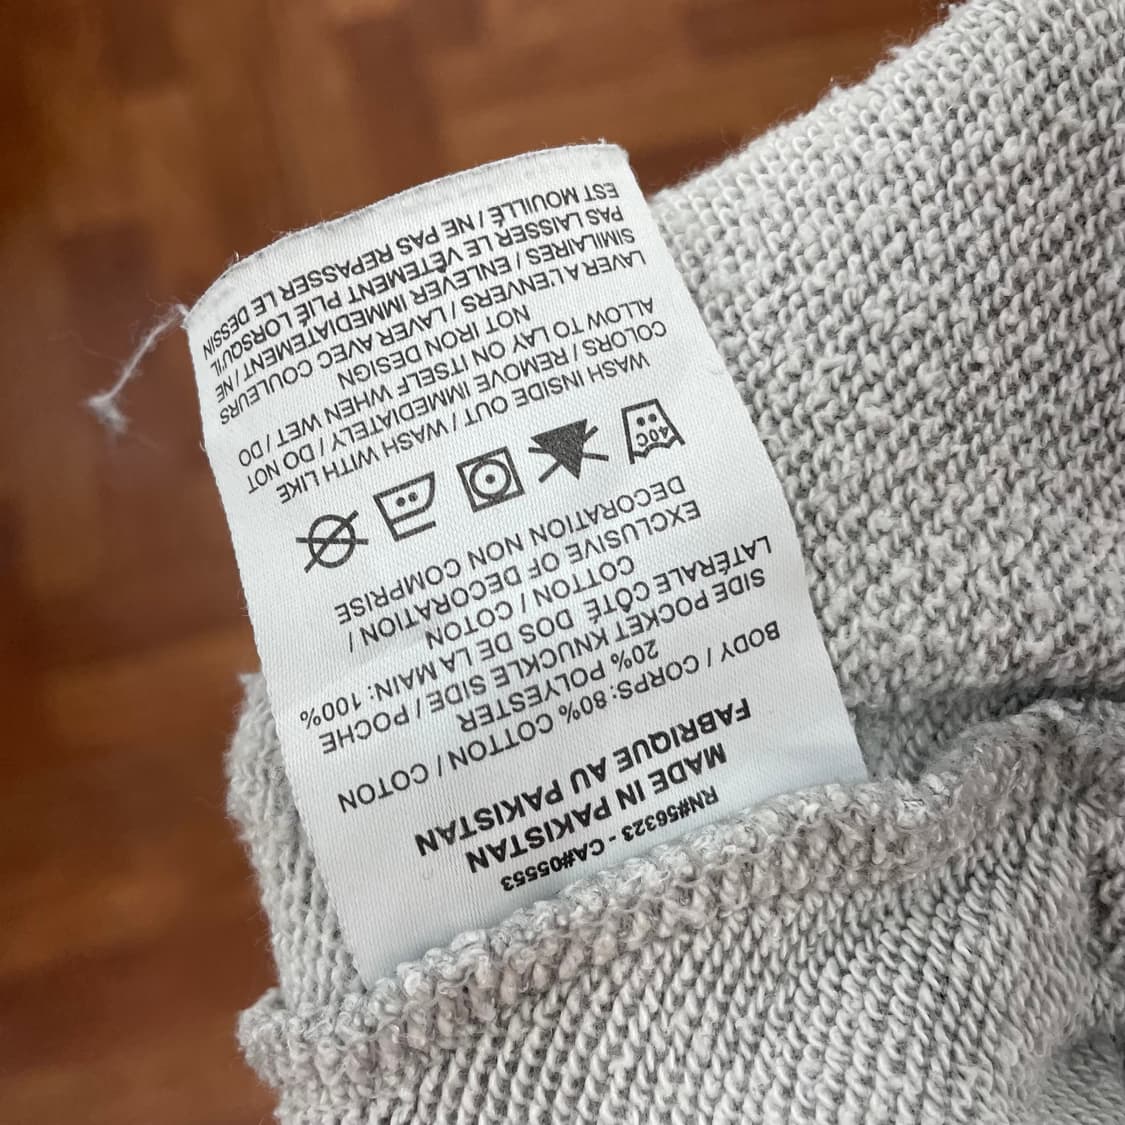 RN#56323 - CA#05553
MADE IN PAKISTAN
FABRIQUE AU PAKISTAN
BODY / CORPS: 80% COTTON / COTON
20% POLYESTER
SIDE POCKET KNUCKLE SIDE / POCHE
LATÉRALE CÔTÉ DOS DE LA MAIN: 100%
COTTON / COTON
EXCLUSIVE OF DECORATION /
DECORATION NON COMPRISE
40C
WASH INSIDE OUT / WASH WITH LIKE
COLORS / REMOVE IMMEDIATELY / DO NOT
ALLOW TO LAY ON ITSELF WHEN WET / DO
NOT IRON DESIGN
LAVER A L'ENVERS / LAVER AVEC COULEURS
SIMILAIRES / ENLEVER IMMEDIATEMENT / NE
PAS LAISSER LE VÊTEMENT PLIÉ LORSQU'IL
EST MOUILLÉ / NE PAS REPASSER LE DESSIN